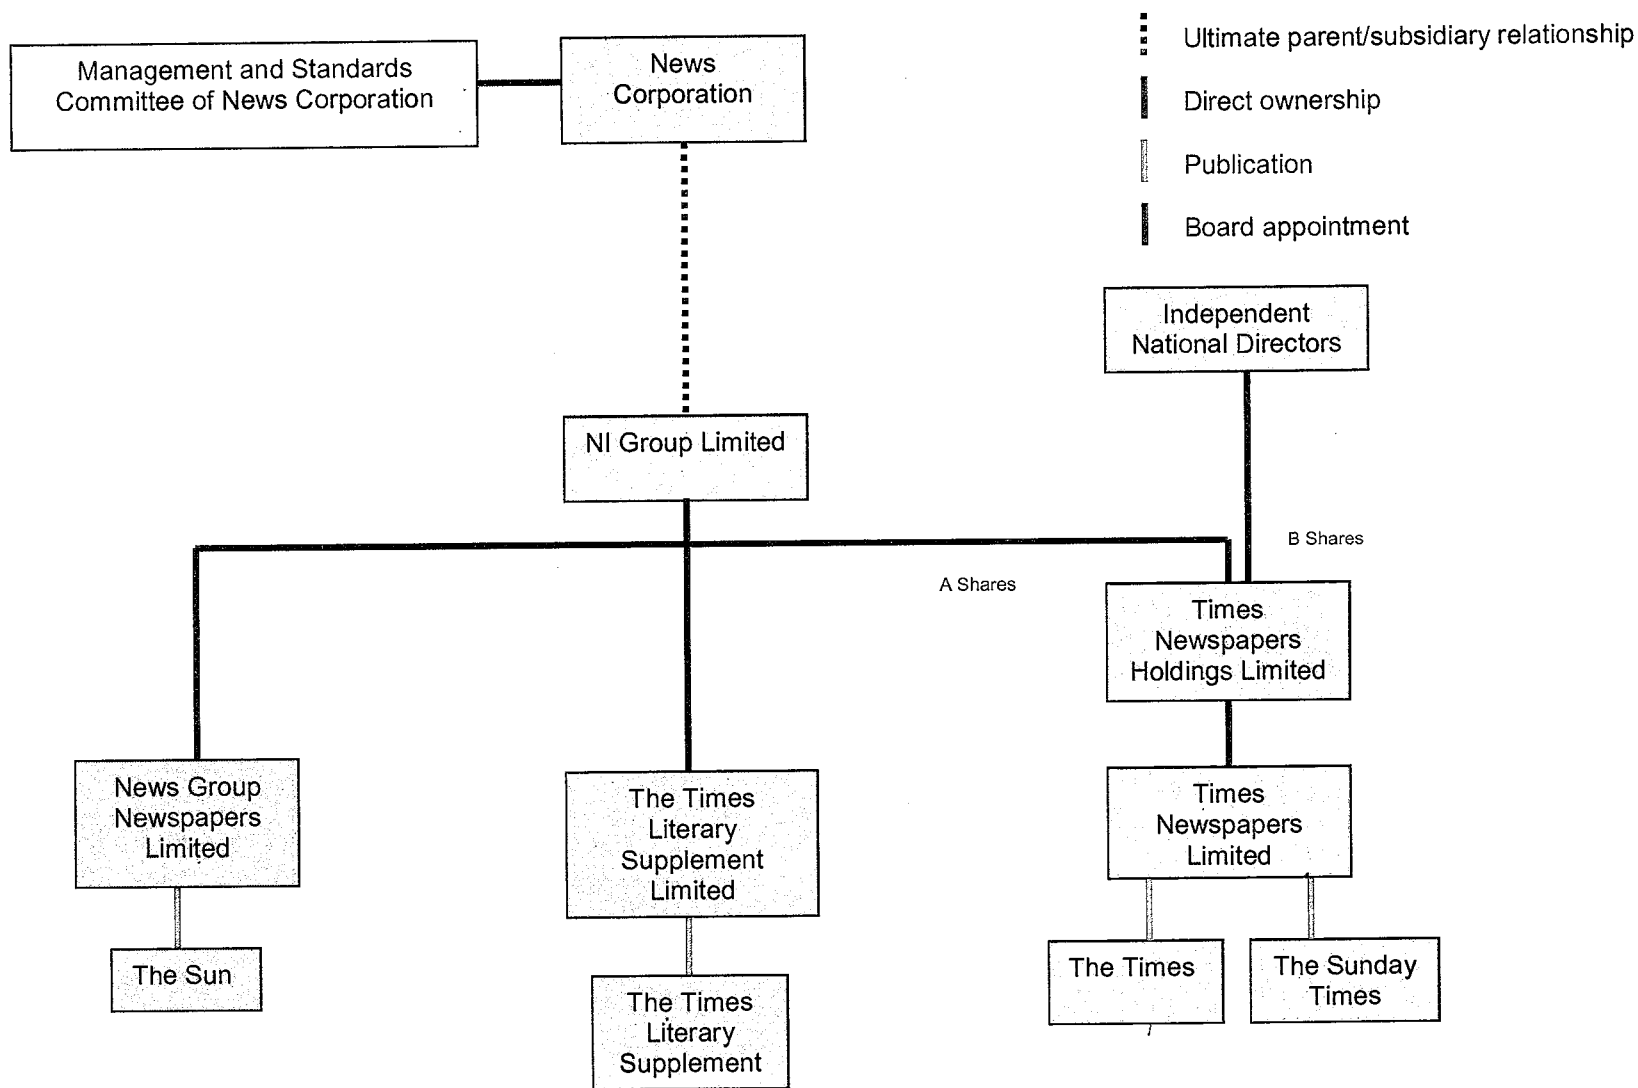 Management and Standards
Committee of News Corporation
News
Corporation
Ultimate parent/subsidiary relationship
Direct ownership
Publication
Board appointment
Independent
National Directors
NI Group Limited
B Shares
A Shares
Times
Newspapers
Holdings Limited
News Group
Newspapers
Limited
The Times
Literary
Supplement
Limited
Times
Newspapers
Limited
The Sun
The Times
Literary
Supplement
The Times
The Sunday
Times